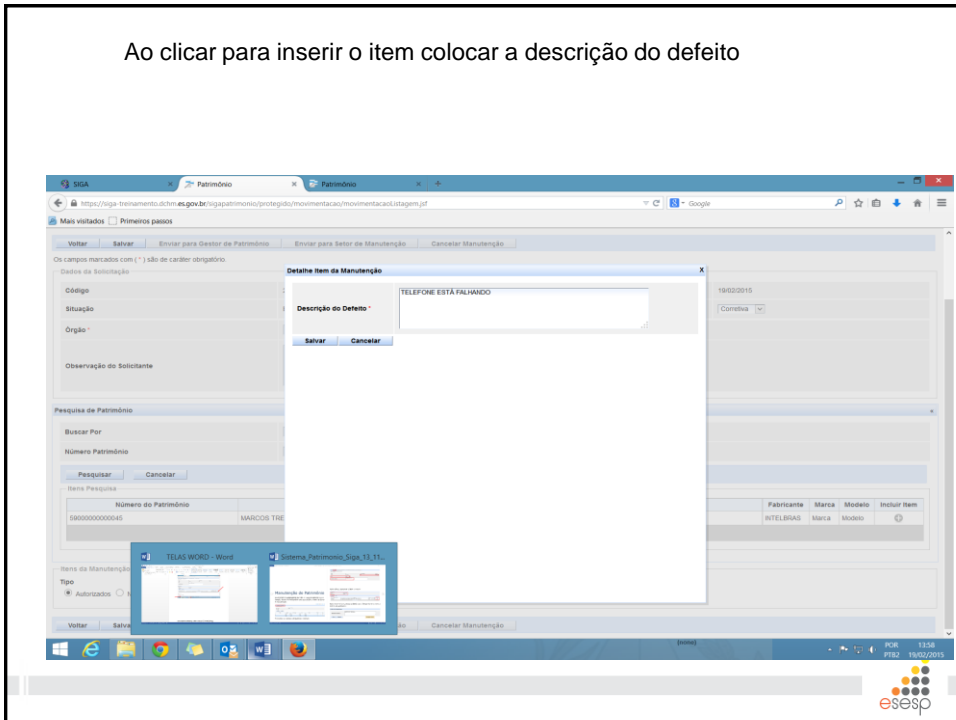 Ao clicar para inserir o item colocar a descrição do defeito
SIGA
Patrimônio
Patrimônio
https://siga-treinamento.dchm.es.gov.br/sigapatrimonio/protegido/movimentacao/movimentacaoListagem.jsf
Google
Mais visitados Primeiros passos
Voltar Salvar Enviar para Gestor de Patrimônio Enviar para Setor de Manutenção Cancelar Manutenção
Os campos marcados com ( * ) são de caráter obrigatório
Dados da Solicitação
Detalhe Item da Manutenção X
Código 19/02/2015
TELEFONE ESTÁ FALHANDO
Situação Descrição do Defeito * Corretiva
Órgão *
Salvar Cancelar
Observação do Solicitante
Pesquisa de Patrimônio
Buscar Por
Número Patrimônio
Pesquisar Cancelar
Itens Pesquisa
Número do Patrimônio Fabricante Marca Modelo Incluir Item
MARCOS TRE INTELBRAS Marca Modelo
TELAS WORD - Word Sistema_Patrimonio_Siga_13_11...
Manutenção de Patrimônio
Itens da Manutenção
Tipo
Autorizados
Voltar Salva Cancelar Manutenção
POR 13:58
PTB2 19/02/2015
esesp